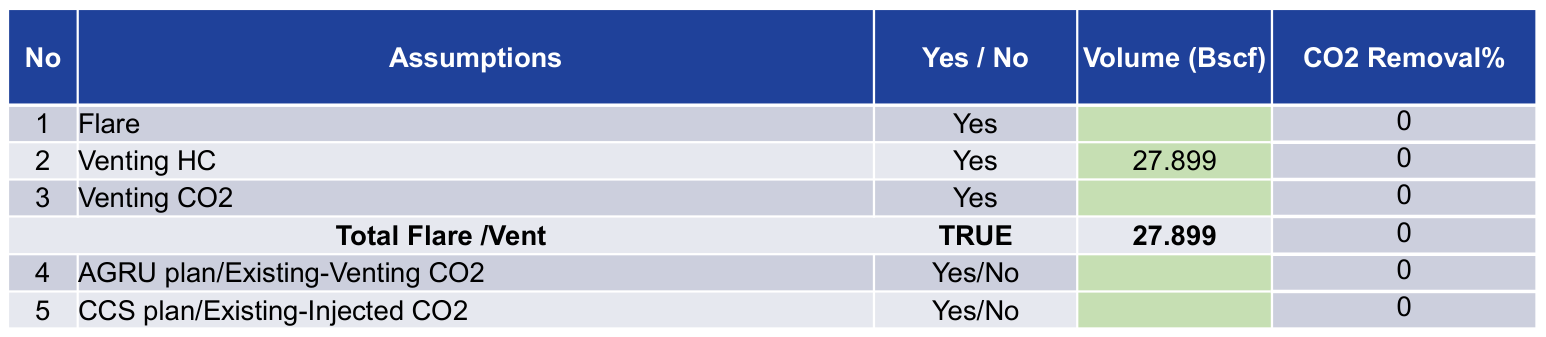 No Assumptions Yes / No Volume (Bscf) CO2 Removal%
1 Flare Yes 0
2 Venting HC Yes 27.899 0
3 Venting CO2 Yes 0
Total Flare /Vent TRUE 27.899 0
4 AGRU plan/Existing-Venting CO2 Yes/No 0
5 CCS plan/Existing-Injected CO2 Yes/No 0